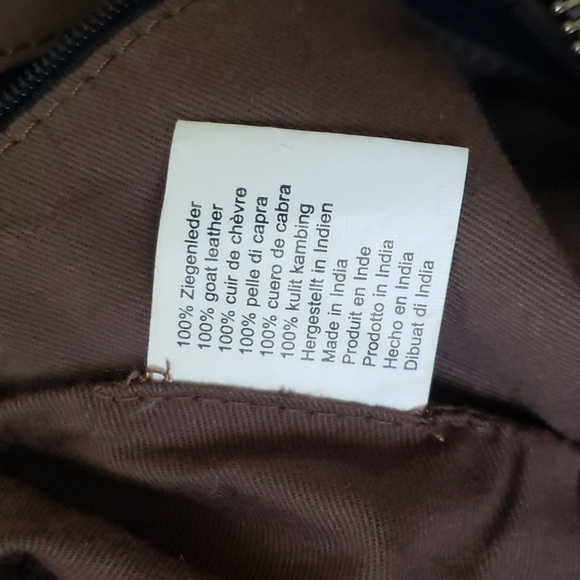 100% Ziegenleder
100% goat leather
100% cuir de chèvre
100% pelle di capra
100% cuero de cabra
100% kulit kambing
Hergestellt in Indien
Made in India
Produit en Inde
Prodotto in India
Hecho en India
Dibuat di India